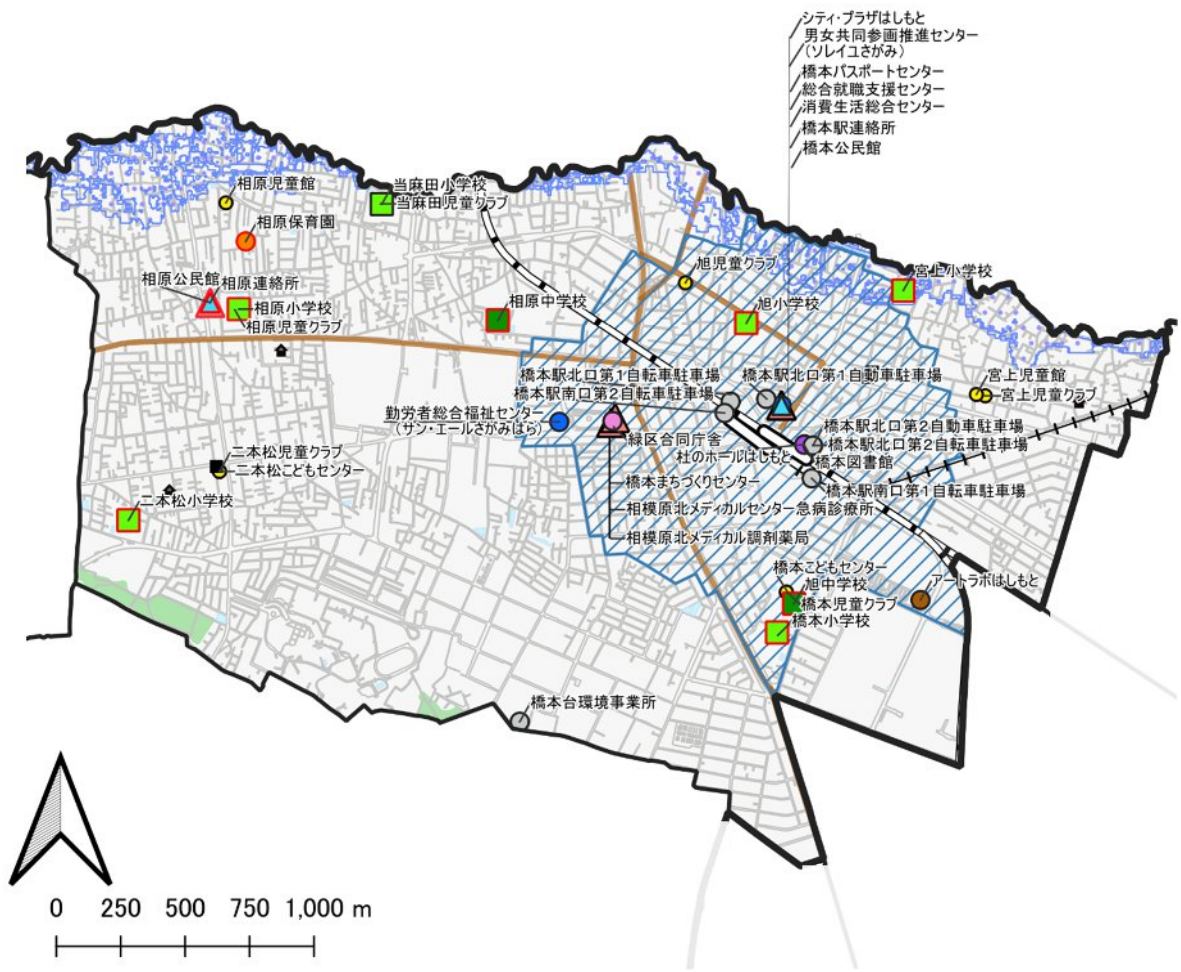 シティ・プラザはしもと
男女共同参画推進センター
(ソレイユさがみ)
橋本パスポートセンター
総合就職支援センター
消費生活総合センター
橋本駅連絡所
橋本公民館
相原児童館
当麻田小学校
当麻田児童クラブ
相原保育園
旭児童クラブ
宮上小学校
相原公民館
相原連絡所
相原小学校
相原児童クラブ
相原中学校
旭小学校
橋本駅北口第1自転車駐車場
橋本駅北口第1自動車駐車場
橋本駅南口第2自転車駐車場
宮上児童館
宮上児童クラブ
勤労者総合福祉センター
(サン・エールさがみはら)
橋本駅北口第2自動車駐車場
橋本駅北口第2自転車駐車場
緑区合同庁舎
杜のホールはしもと
橋本図書館
二本松児童クラブ
二本松こどもセンター
橋本まちづくりセンター
橋本駅南口第1自転車駐車場
二本松小学校
相模原北メディカルセンター急病診療所
相模原北メディカル調剤薬局
橋本こどもセンター
旭中学校
アートラボはしもと
橋本児童クラブ
橋本小学校
橋本台環境事業所
0 250 500 750 1,000 m